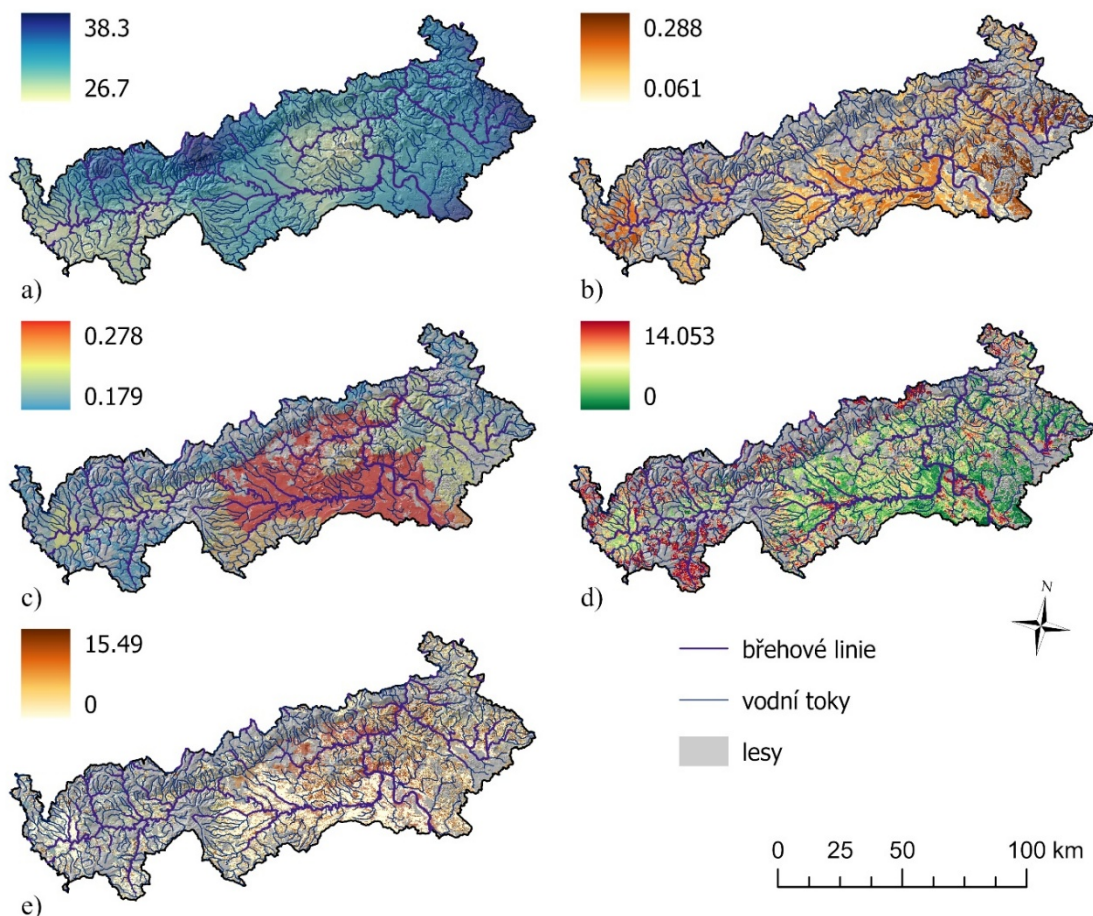 38.3
26.7
a)
0.288
0.061
b)
0.278
0.179
c)
14.053
0
d)
15.49
0
e)
N
břehové linie
vodní toky
lesy
0 25 50 100 km